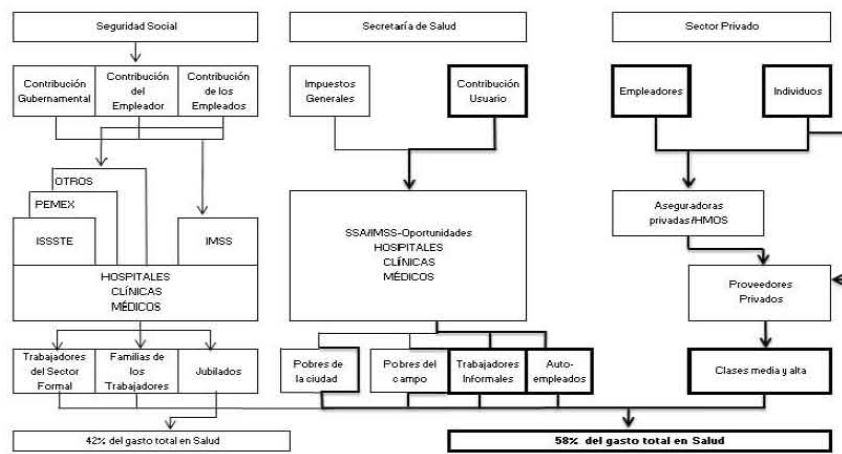 Seguridad Social
Secretaría de Salud
Sector Privado
Contribución
Gubernamental
Contribución
del
Empleador
Contribución
de los
Empleados
Impuestos
Generales
Contribución
Usuario
Empleadores
Individuos
OTROS
PEMEX
ISSSTE
IMSS
HOSPITALES
CLÍNICAS
MÉDICOS
SSA/IMSS-Oportunidades
HOSPITALES
CLÍNICAS
MÉDICOS
Aseguradoras
privadas/HMOS
Proveedores
Privados
Trabajadores
del Sector
Formal
Familias de
los
Trabajadores
Jubilados
Pobres de
la ciudad
Pobres del
campo
Trabajadores
Informales
Auto-
empleados
Clases media y alta
42% del gasto total en Salud
58% del gasto total en Salud